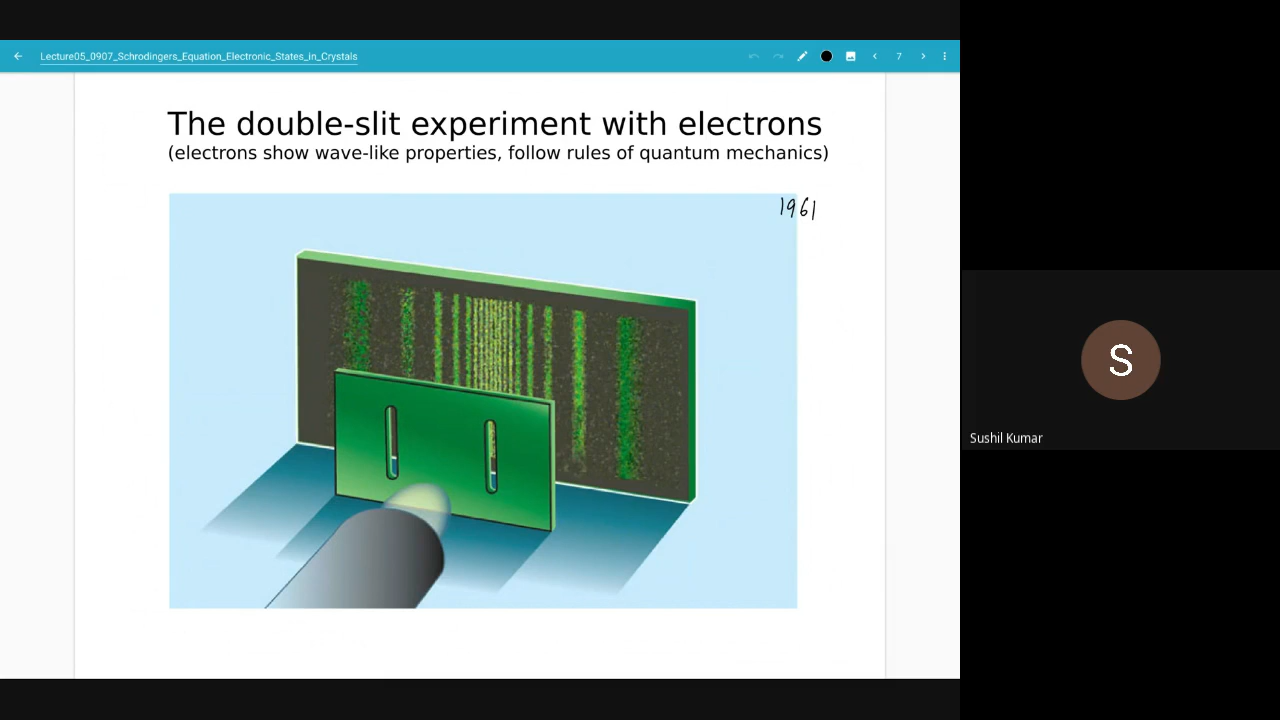 Lecture05_0907_Schrodingers_Equation_Electronic_States_in_Crystals
7
The double-slit experiment with electrons
(electrons show wave-like properties, follow rules of quantum mechanics)
1961
S
Sushil Kumar